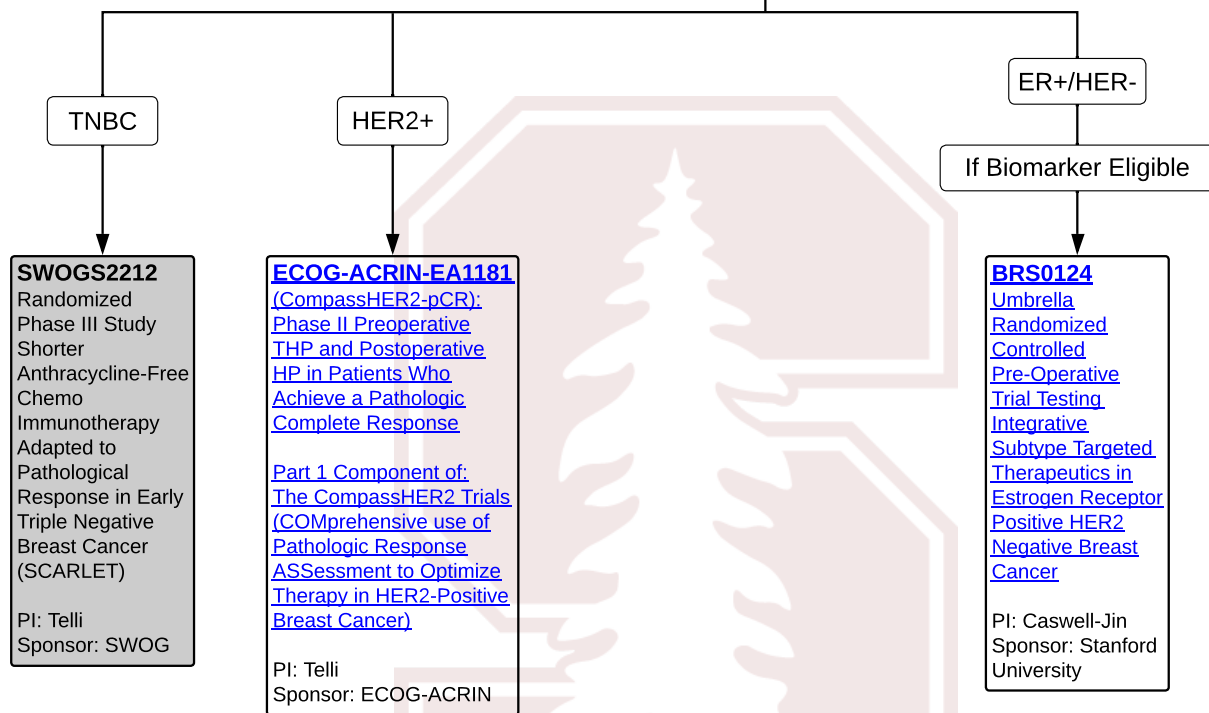 TNBC
SWOGS2212
Randomized
Phase III Study
Shorter
Anthracycline-Free
Chemo
Immunotherapy
Adapted to
Pathological
Response in Early
Triple Negative
Breast Cancer
(SCARLET)
PI: Telli
Sponsor: SWOG
HER2+
ECOG-ACRIN-EA1181
(CompassHER2-pCR):
Phase II Preoperative
THP and Postoperative
HP in Patients Who
Achieve a Pathologic
Complete Response
Part 1 Component of:
The CompassHER2 Trials
(COMprehensive use of
Pathologic Response
ASSessment to Optimize
Therapy in HER2-Positive
Breast Cancer)
PI: Telli
Sponsor: ECOG-ACRIN
ER+/HER-
If Biomarker Eligible
BRS0124
Umbrella
Randomized
Controlled
Pre-Operative
Trial Testing
Integrative
Subtype Targeted
Therapeutics in
Estrogen Receptor
Positive HER2
Negative Breast
Cancer
PI: Caswell-Jin
Sponsor: Stanford
University